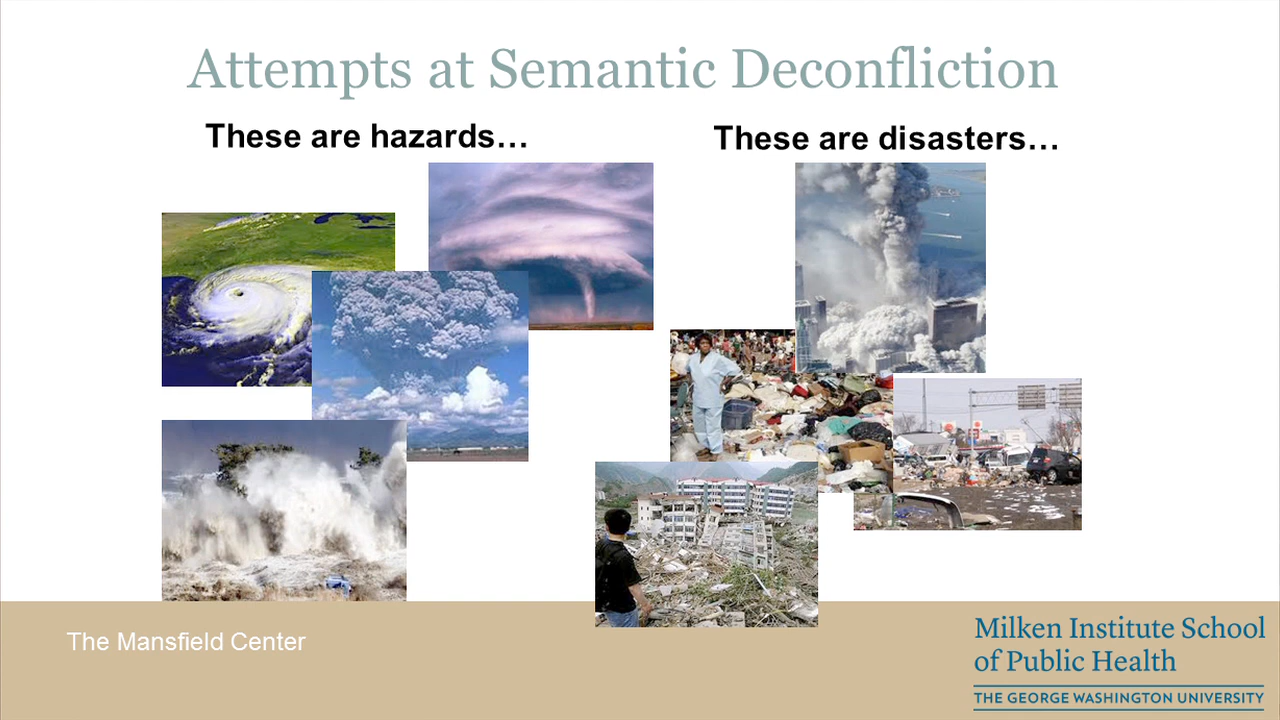 Attempts at Semantic Deconfliction
These are hazards…
These are disasters…
The Mansfield Center
Milken Institute School
of Public Health
THE GEORGE WASHINGTON UNIVERSITY